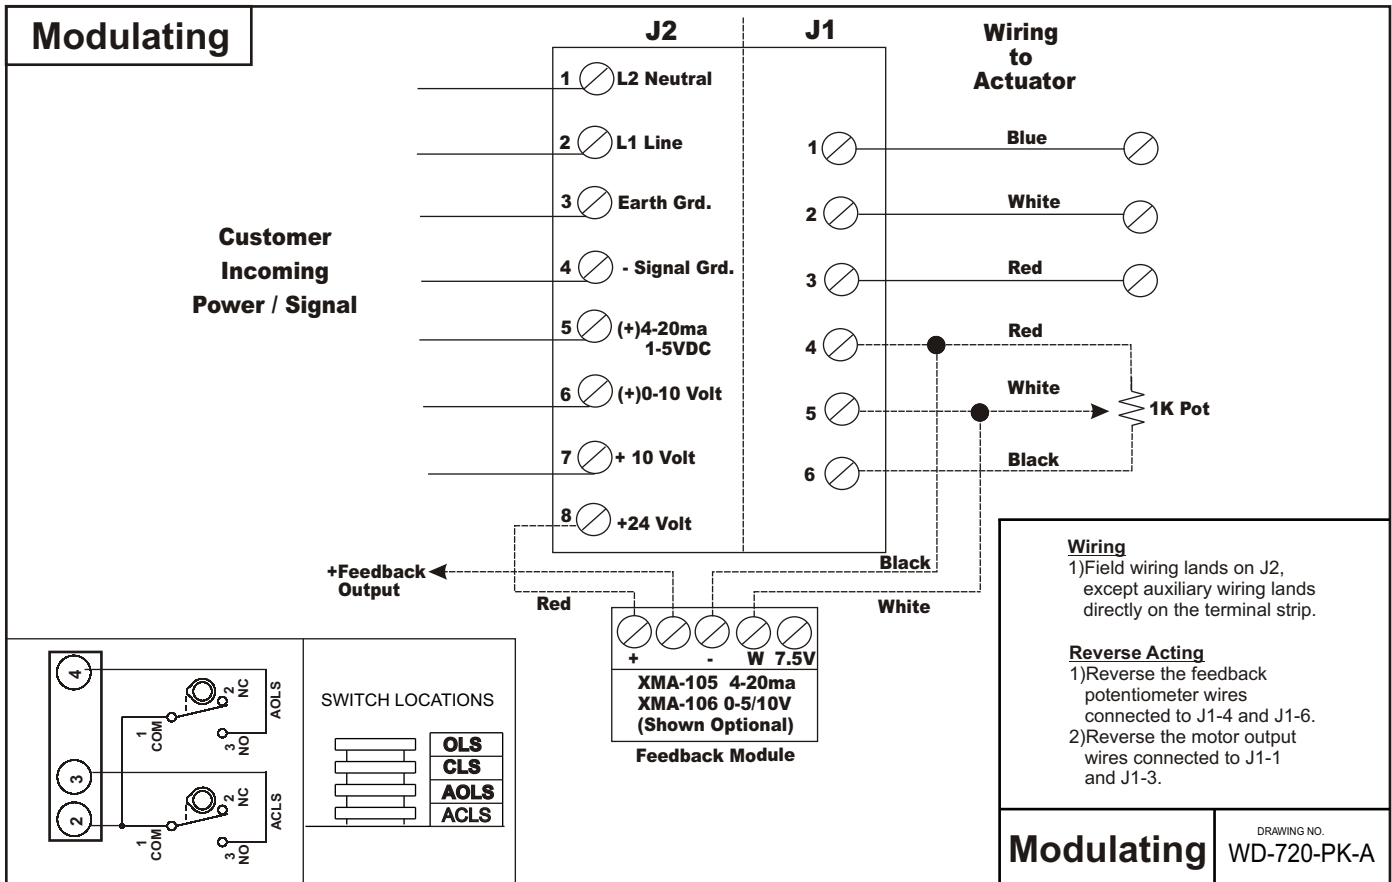 Modulating
J2
J1
Wiring
to
Actuator
1 L2 Neutral
2 L1 Line
3 Earth Grd.
4 - Signal Grd.
5 (+)4-20ma
1-5VDC
6 (+)0-10 Volt
7 + 10 Volt
8 +24 Volt
Customer
Incoming
Power / Signal
1 Blue
2 White
3 Red
4 Red
5 White
6 Black
1K Pot
+Feedback
Output
Red
Black
White
+ - W 7.5V
XMA-105 4-20ma
XMA-106 0-5/10V
(Shown Optional)
Feedback Module
4
3
2
1
COM
2
NC
3
NO
AOLS
1
COM
2
NC
3
NO
ACLS
SWITCH LOCATIONS
OLS
CLS
AOLS
ACLS
Wiring
1)Field wiring lands on J2,
except auxiliary wiring lands
directly on the terminal strip.
Reverse Acting
1)Reverse the feedback
potentiometer wires
connected to J1-4 and J1-6.
2)Reverse the motor output
wires connected to J1-1
and J1-3.
Modulating
DRAWING NO.
WD-720-PK-A